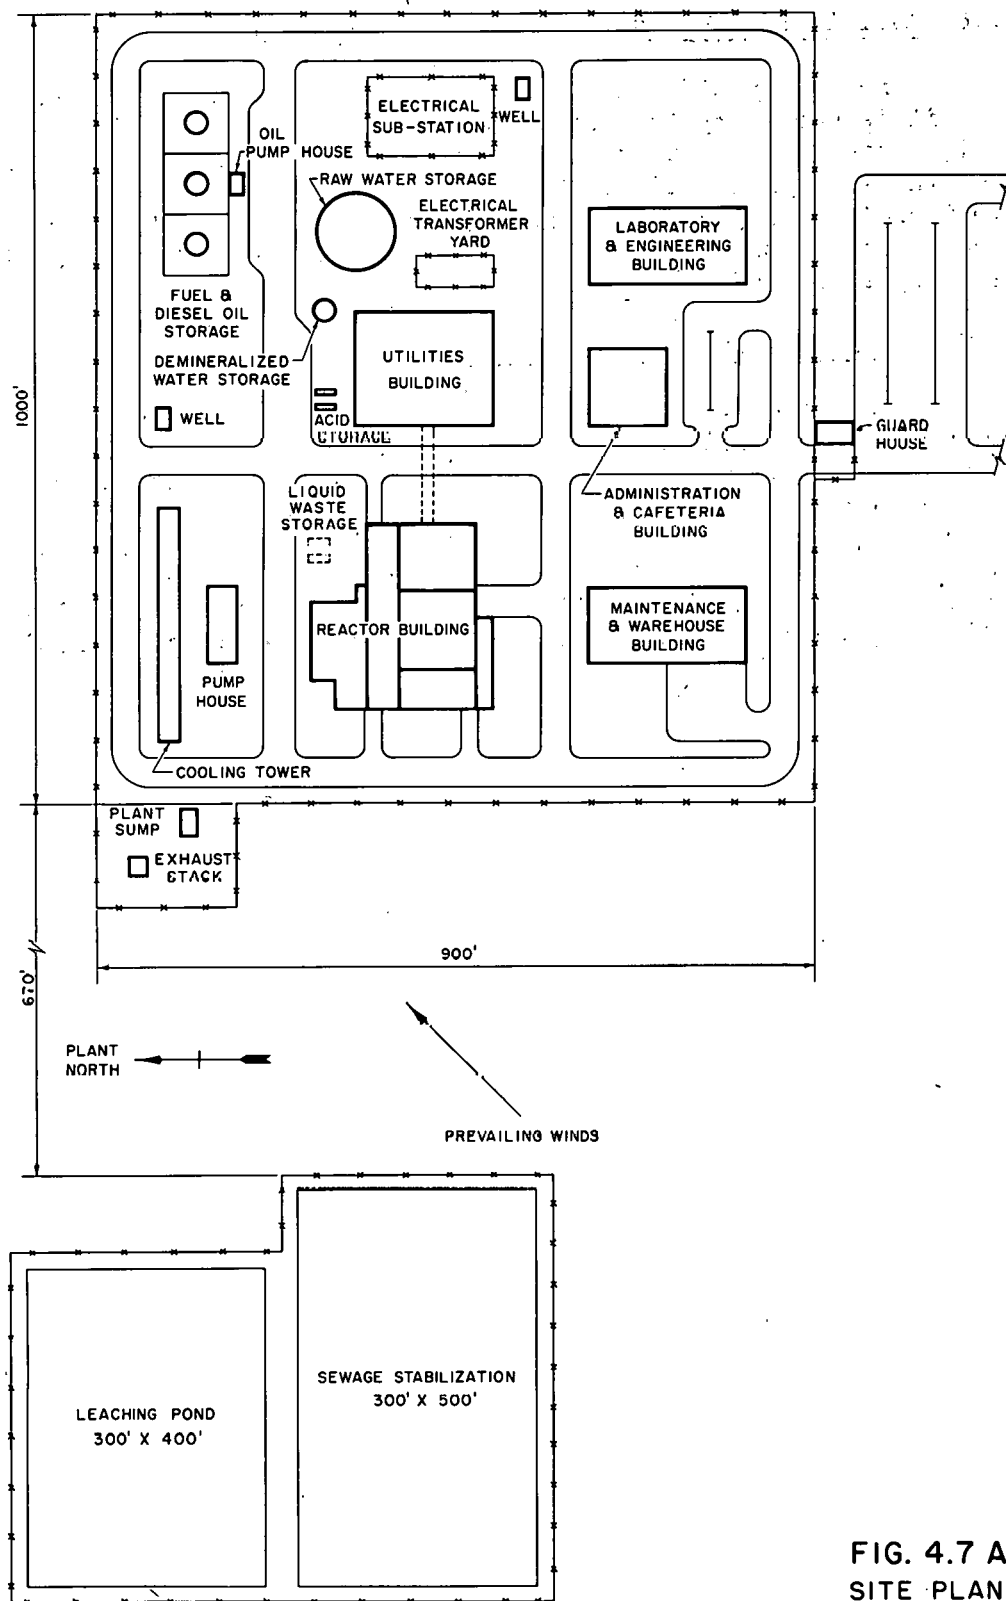 ELECTRICAL
SUB-STATION
WELL
OIL
PUMP HOUSE
RAW WATER STORAGE
ELECTRICAL
TRANSFORMER
YARD
LABORATORY
& ENGINEERING
BUILDING
FUEL &
DIESEL OIL
STORAGE
DEMINERALIZED
WATER STORAGE
UTILITIES
BUILDING
1000'
WELL
ACID
STORAGE
GUARD
HOUSE
LIQUID
WASTE
STORAGE
ADMINISTRATION
& CAFETERIA
BUILDING
REACTOR BUILDING
MAINTENANCE
& WAREHOUSE
BUILDING
PUMP
HOUSE
COOLING TOWER
PLANT
SUMP
EXHAUST
STACK
900'
670'
PLANT
NORTH
PREVAILING WINDS
SEWAGE STABILIZATION
300' X 500'
LEACHING POND
300' X 400'
FIG. 4.7 A
SITE PLAN